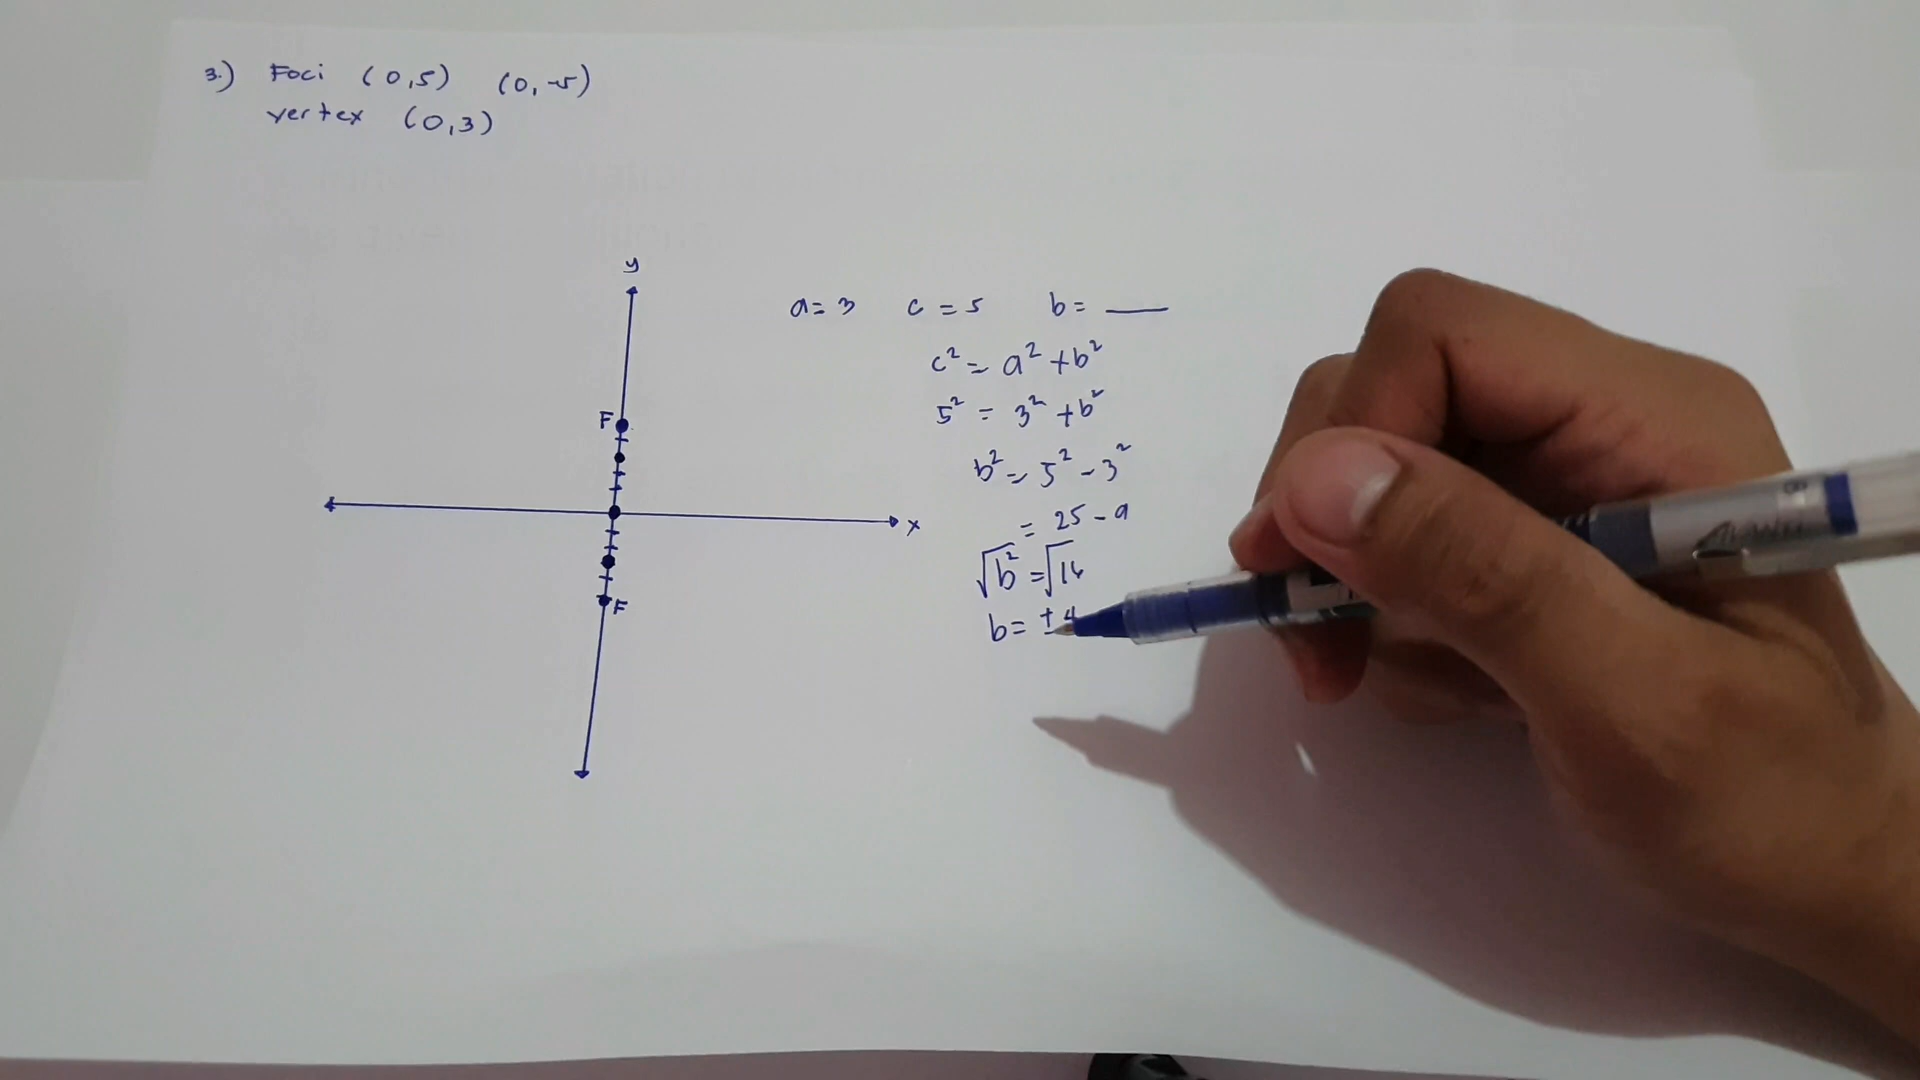 3.) Foci (0,5) (0,-5)
vertex (0,3)
y
a = 3 c = 5 b = ___
c² = a² + b²
F
5² = 3² + b²
b² = 5² - 3²
x
= 25 - 9
√b² = √16
F
b = ± 4